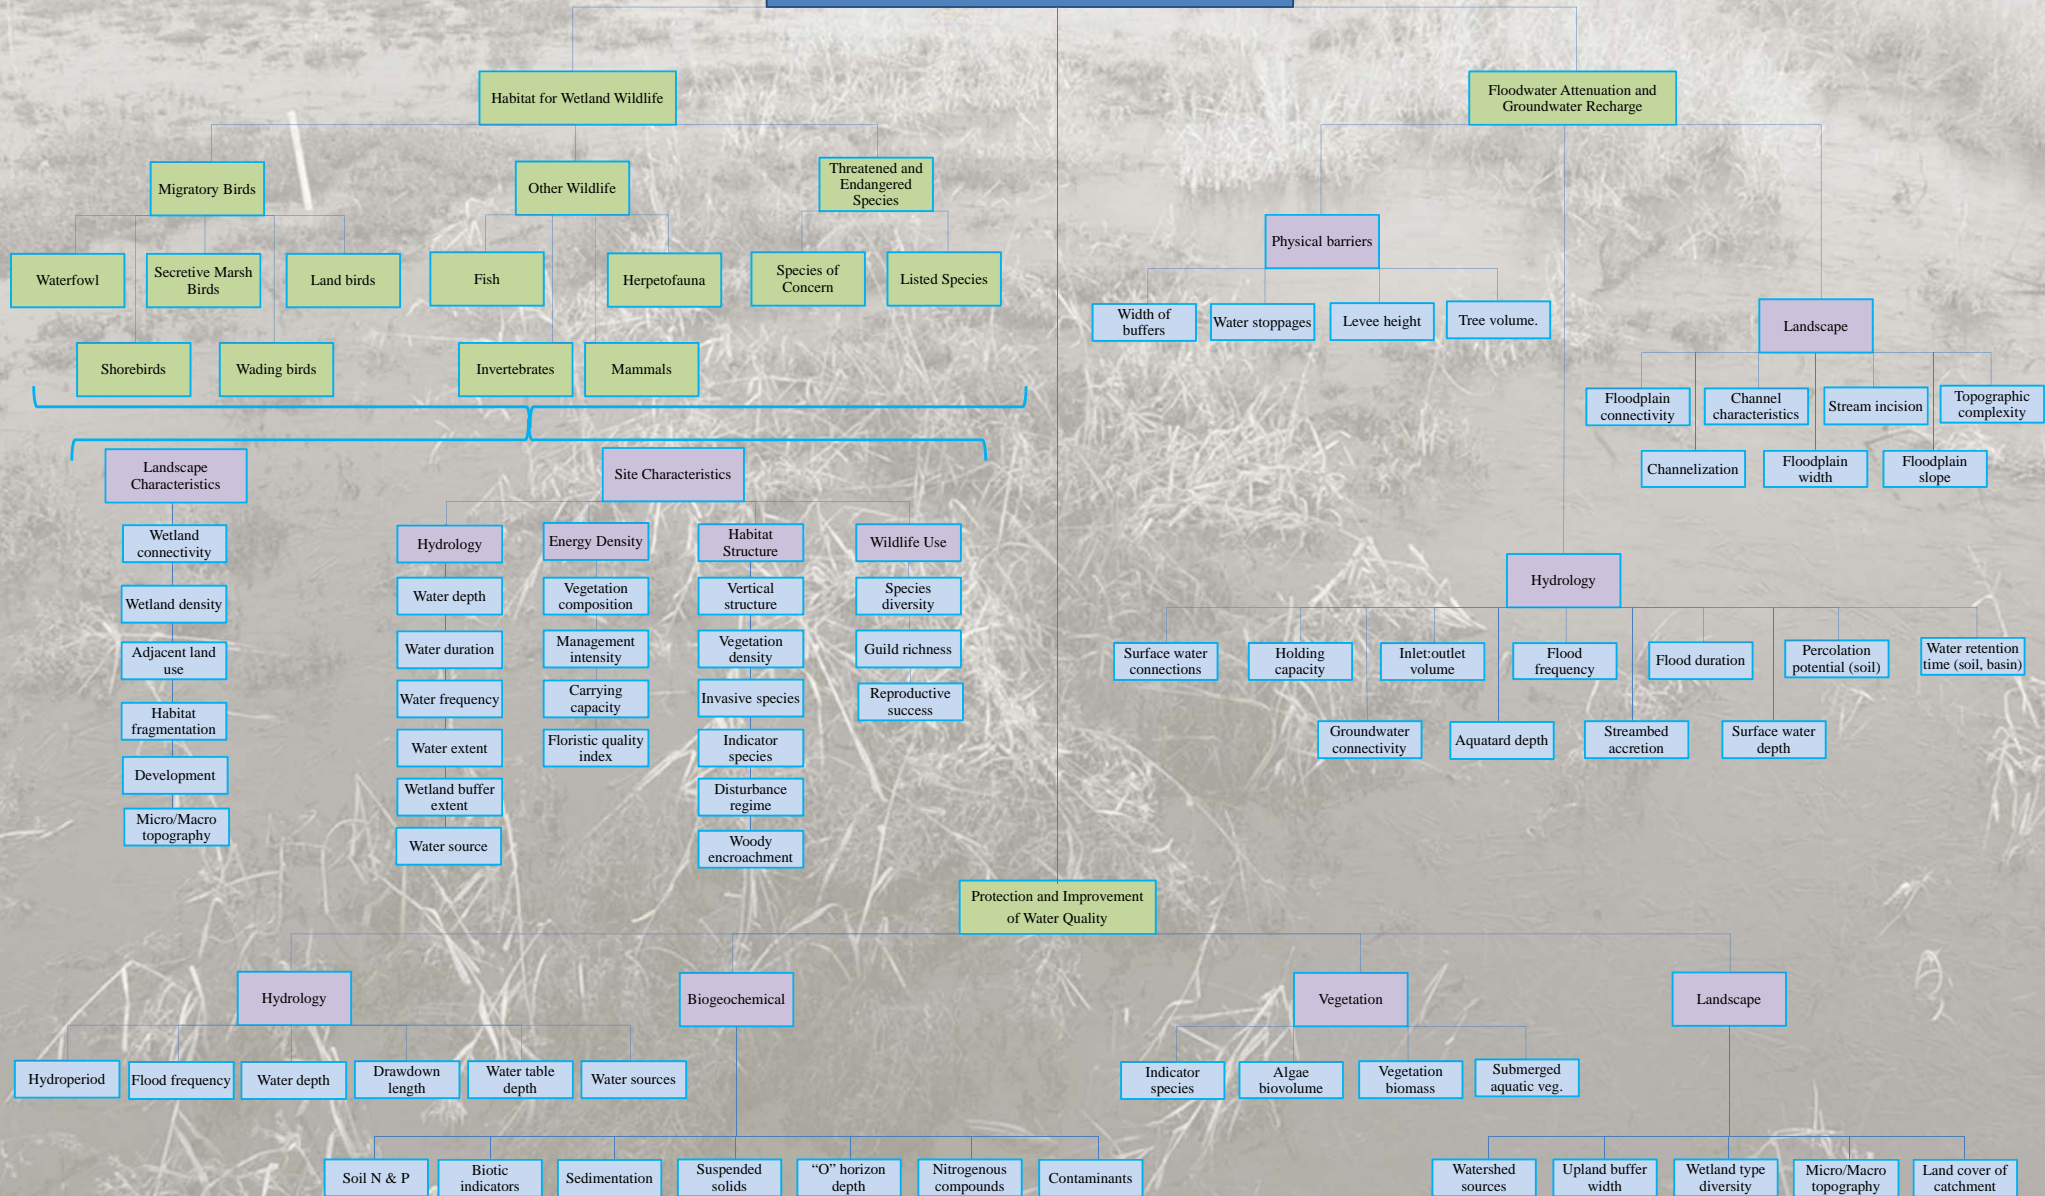 Habitat for Wetland Wildlife
Floodwater Attenuation and
Groundwater Recharge
Migratory Birds
Other Wildlife
Threatened and
Endangered
Species
Waterfowl
Secretive Marsh
Birds
Land birds
Fish
Herpetofauna
Species of
Concern
Listed Species
Shorebirds
Wading birds
Invertebrates
Mammals
Physical barriers
Width of
buffers
Water stoppages
Levee height
Tree volume.
Landscape
Floodplain
connectivity
Channel
characteristics
Stream incision
Topographic
complexity
Channelization
Floodplain
width
Floodplain
slope
Landscape
Characteristics
Wetland
connectivity
Wetland density
Adjacent land
use
Habitat
fragmentation
Development
Micro/Macro
topography
Site Characteristics
Hydrology
Water depth
Water duration
Water frequency
Water extent
Wetland buffer
extent
Water source
Energy Density
Vegetation
composition
Management
intensity
Carrying
capacity
Floristic quality
index
Habitat
Structure
Vertical
structure
Vegetation
density
Invasive species
Indicator
species
Disturbance
regime
Woody
encroachment
Wildlife Use
Species
diversity
Guild richness
Reproductive
success
Hydrology
Surface water
connections
Holding
capacity
Inlet:outlet
volume
Flood
frequency
Flood duration
Percolation
potential (soil)
Water retention
time (soil, basin)
Groundwater
connectivity
Aquatard depth
Streambed
accretion
Surface water
depth
Protection and Improvement
of Water Quality
Hydrology
Hydroperiod
Flood frequency
Water depth
Drawdown
length
Water table
depth
Water sources
Biogeochemical
Soil N & P
Biotic
indicators
Sedimentation
Suspended
solids
“O” horizon
depth
Nitrogenous
compounds
Contaminants
Vegetation
Indicator
species
Algae
biovolume
Vegetation
biomass
Submerged
aquatic veg.
Landscape
Watershed
sources
Upland buffer
width
Wetland type
diversity
Micro/Macro
topography
Land cover of
catchment